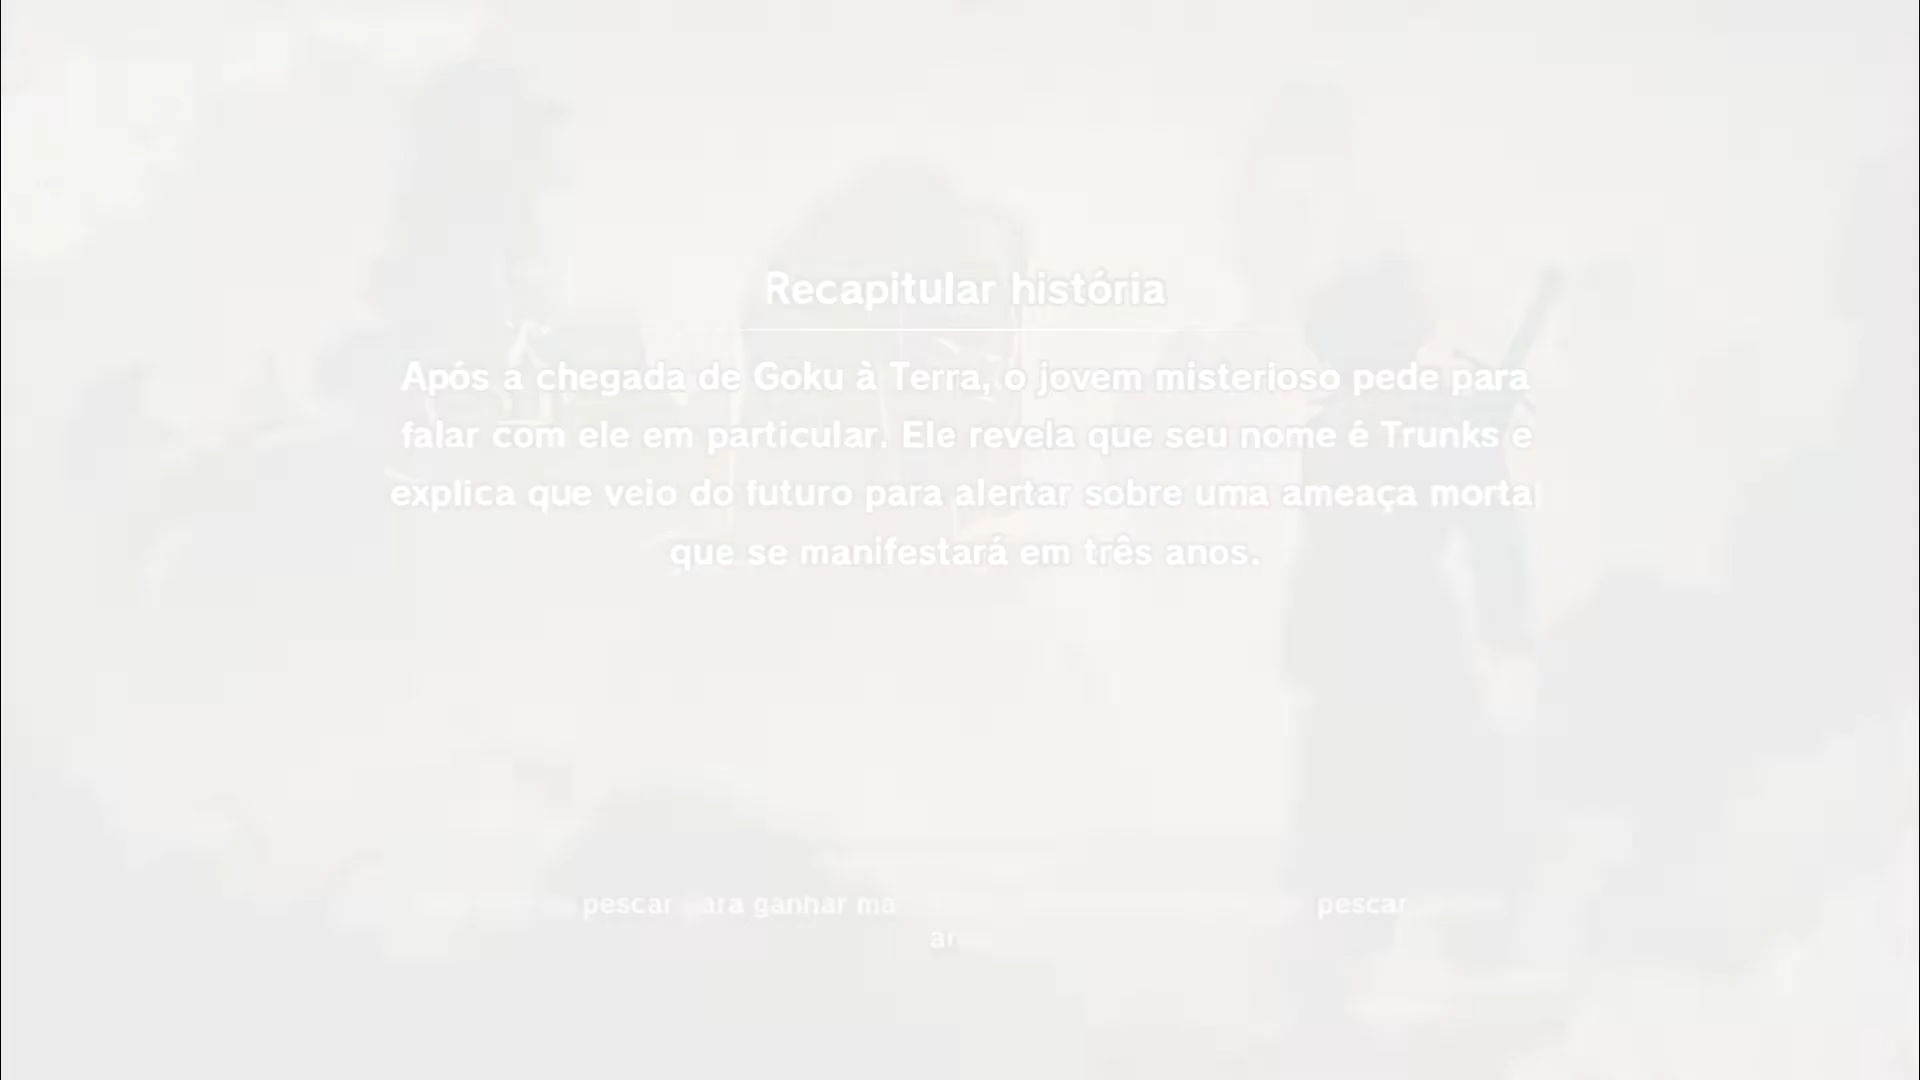 Recapitular história
Após a chegada de Goku à Terra, o jovem misterioso pede para
falar com ele em particular. Ele revela que seu nome é Trunks e
explica que veio do futuro para alertar sobre uma ameaça mortal
que se manifestará em três anos.
pescar para ganhar pescar